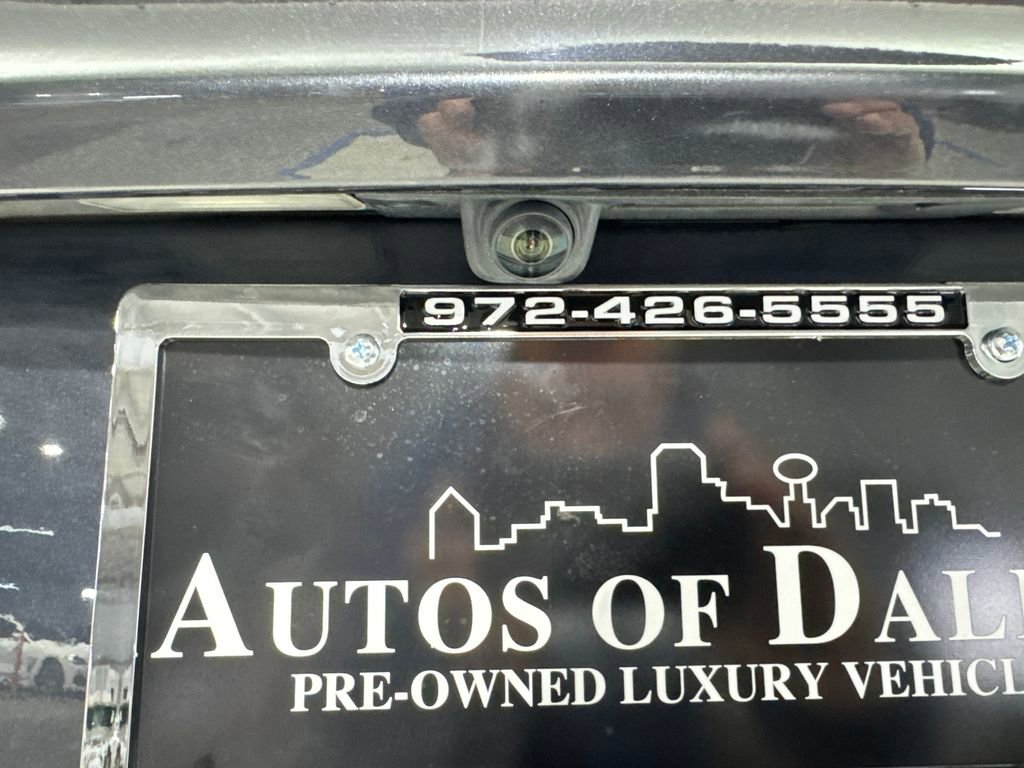 972-426-5555
AUTOS OF DAL
PRE-OWNED LUXURY VEHICL